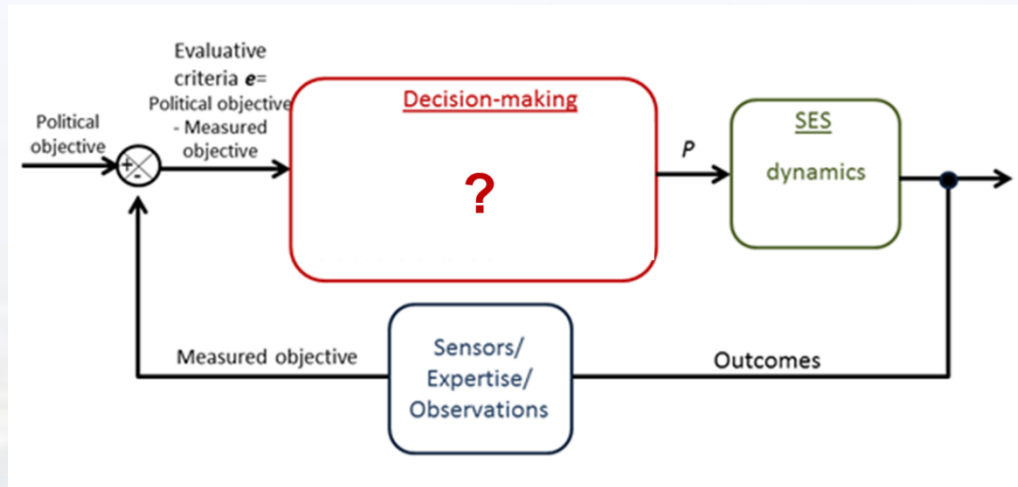 Evaluative
criteria e=
Political objective
- Measured
objective
Political
objective
+
-
Decision-making
?
P
SES
dynamics
Measured objective
Sensors/
Expertise/
Observations
Outcomes